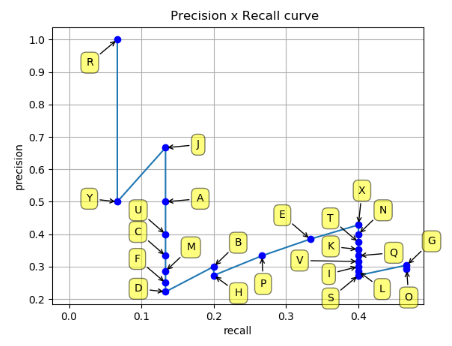 Precision x Recall curve
1.0
R
0.9
0.8
0.7
J
0.6
precision
0.5
Y
A
U
X
E
T
N
0.4
C
M
B
K
Q
G
F
V
0.3
D
H
P
I
S
L
O
0.2
0.0 0.1 0.2 0.3 0.4
recall